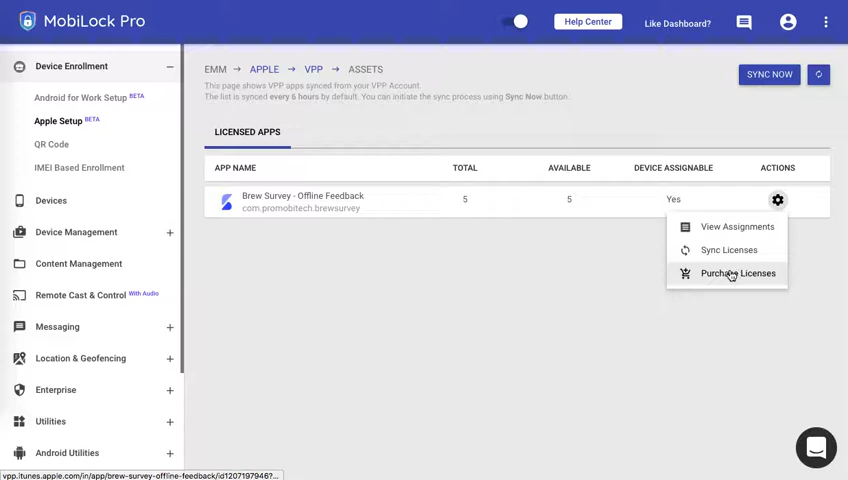 MobiLock Pro
Help Center
Like Dashboard?
Device Enrollment
Android for Work Setup BETA
Apple Setup BETA
QR Code
IMEI Based Enrollment
Devices
Device Management
Content Management
Remote Cast & Control With Audio
Messaging
Location & Geofencing
Enterprise
Utilities
Android Utilities
EMM → APPLE → VPP → ASSETS
This page shows VPP apps synced from your VPP Account.
The list is synced every 6 hours by default. You can initiate the sync process using Sync Now button.
SYNC NOW
LICENSED APPS
APP NAME TOTAL AVAILABLE DEVICE ASSIGNABLE ACTIONS
Brew Survey - Offline Feedback 5 5 Yes
com.promobitech.brewsurvey
View Assignments
Sync Licenses
Purchase Licenses
vpp.itunes.apple.com/in/app/brew-survey-offline-feedback/id1207197946?...